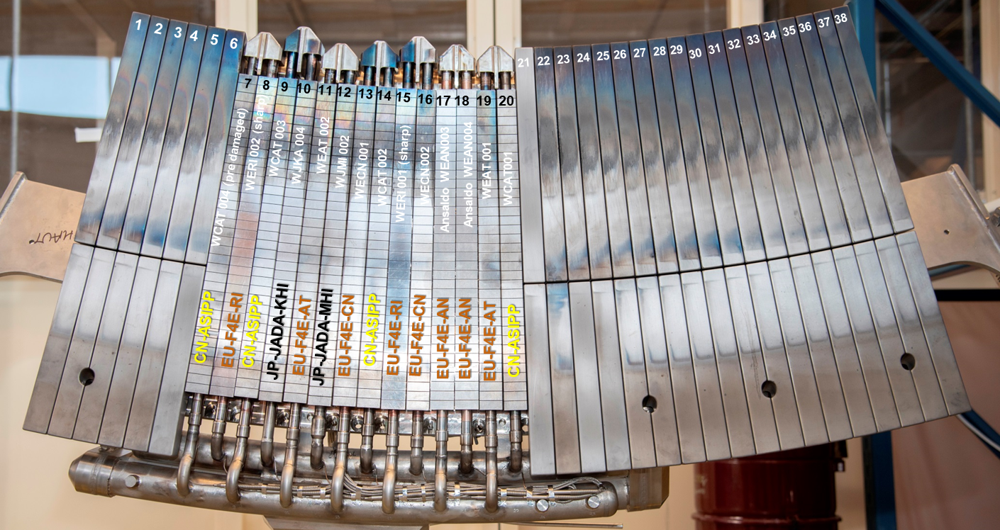 1 2 3 4 5 6
7 8 9 10 11 12 13 14 15 16 17 18 19 20
21 22 23 24 25 26 27 28 29 30 31 32 33 34 35 36 37 38
WCAT 004 (pre damaged)
WERI 002 (sharp)
WCAT 003
WJKA 004
WEAT 002
WJMI 002
WECN 001
WCAT 002
WERI 001 (sharp)
WECN 002
Ansaldo WEAN003
Ansaldo WEAN004
WEAT 001
WCAT001
HAUT
CN-ASIPP
EU-F4E-RI
CN-ASIPP
JP-JADA-KHI
EU-F4E-AT
JP-JADA-MHI
EU-F4E-CN
CN-ASIPP
EU-F4E-RI
EU-F4E-CN
EU-F4E-AN
EU-F4E-AN
EU-F4E-AT
CN-ASIPP